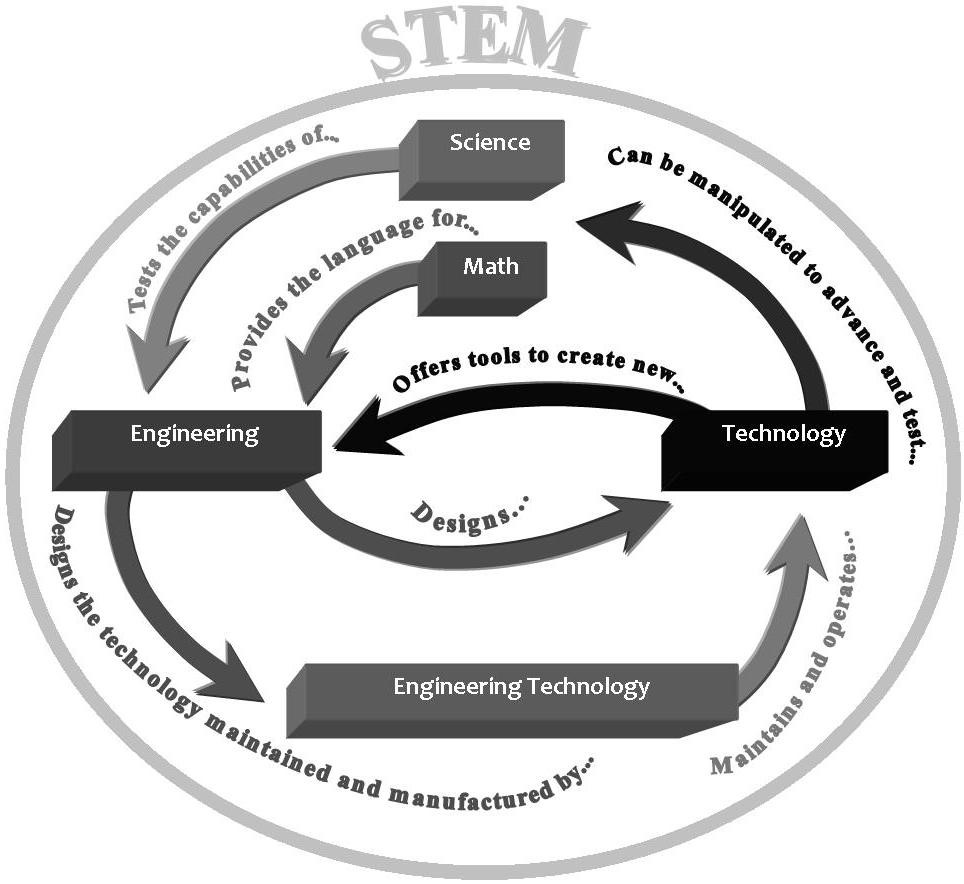 STEM
Science
Tests the capabilities of...
Can be manipulated to advance and test...
Provides the language for...
Math
Offers tools to create new...
Engineering
Technology
Designs...
Designs the technology maintained and manufactured by...
Engineering Technology
Maintains and operates...